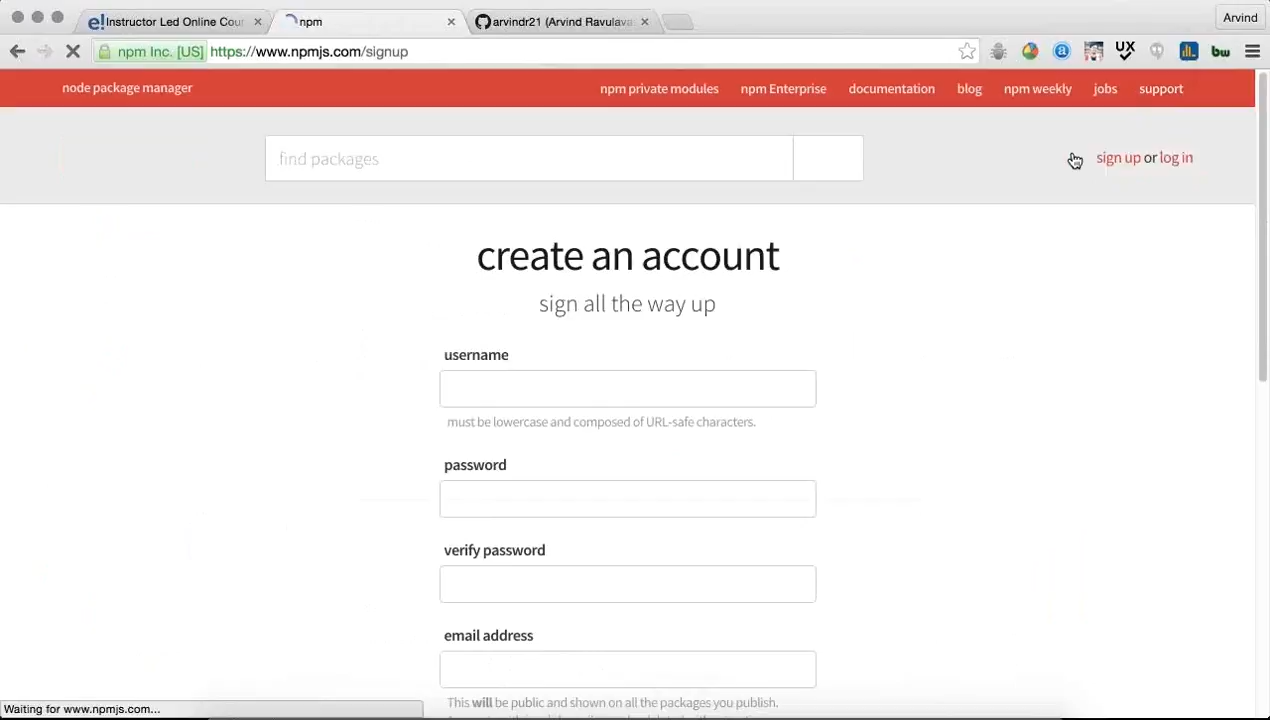 e! Instructor Led Online Cour
npm
arvindr21 (Arvind Ravulava
Arvind
npm Inc. [US] https://www.npmjs.com/signup
UX
bw
node package manager
npm private modules npm Enterprise documentation blog npm weekly jobs support
find packages
sign up or log in
create an account
sign all the way up
username
must be lowercase and composed of URL-safe characters.
password
verify password
email address
This will be public and shown on all the packages you publish.
Waiting for www.npmjs.com...